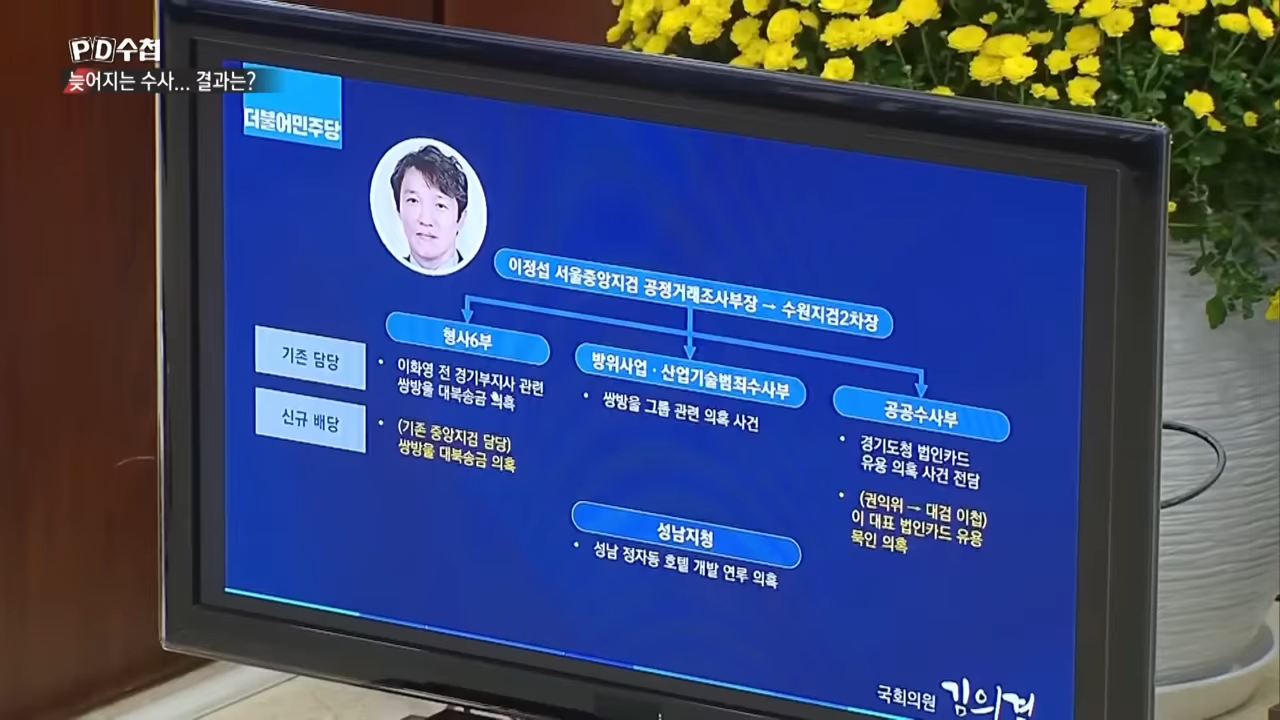 PD수첩
늦어지는 수사... 결과는?
더불어민주당
이정섭 서울중앙지검 공정거래조사부장 → 수원지검2차장
기존 담당
신규 배당
형사6부
• 이화영 전 경기부지사 관련
쌍방울 대북송금 의혹
• (기존 중앙지검 담당)
쌍방울 대북송금 의혹
방위사업·산업기술범죄수사부
• 쌍방울 그룹 관련 의혹 사건
공공수사부
• 경기도청 법인카드
유용 의혹 사건 전담
• (권익위 → 대검 이첩)
이 대표 법인카드 유용
묵인 의혹
성남지청
• 성남 정자동 호텔 개발 연루 의혹
국회의원 김의겸